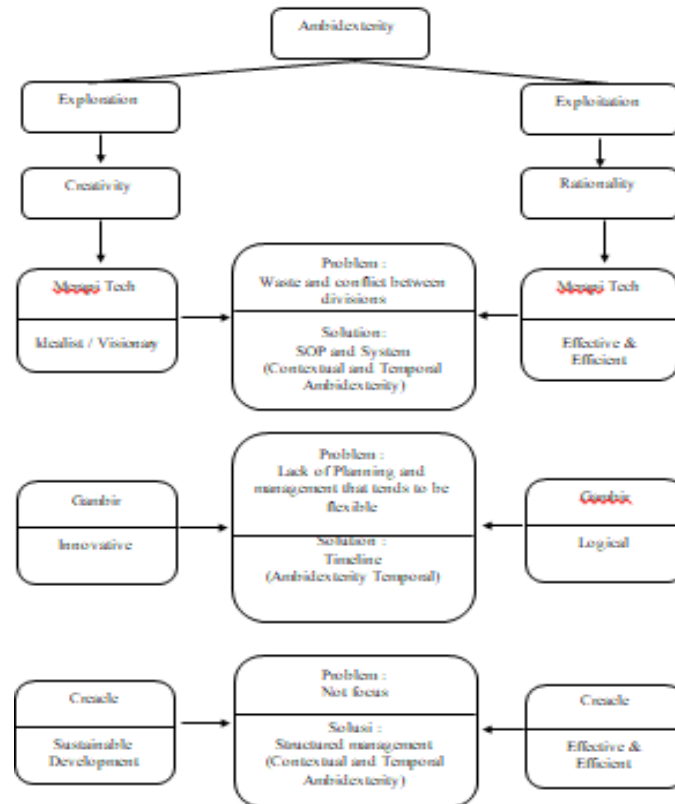 Ambidexterity
Exploration
Exploitation
Creativity
Rationality
Merapi Tech
Idealist / Visionary
Problem :
Waste and conflict between
divisions
Solution:
SOP and System
(Contextual and Temporal
Ambidexterity)
Merapi Tech
Effective &
Efficient
Gambir
Innovative
Problem :
Lack of Planning and
management that tends to be
flexible
Solution :
Timeline
(Ambidexterity Temporal)
Gambir
Logical
Creacle
Sustainable
Development
Problem :
Not focus
Solusi :
Structured management
(Contextual and Temporal
Ambidexterity)
Creacle
Effective &
Efficient